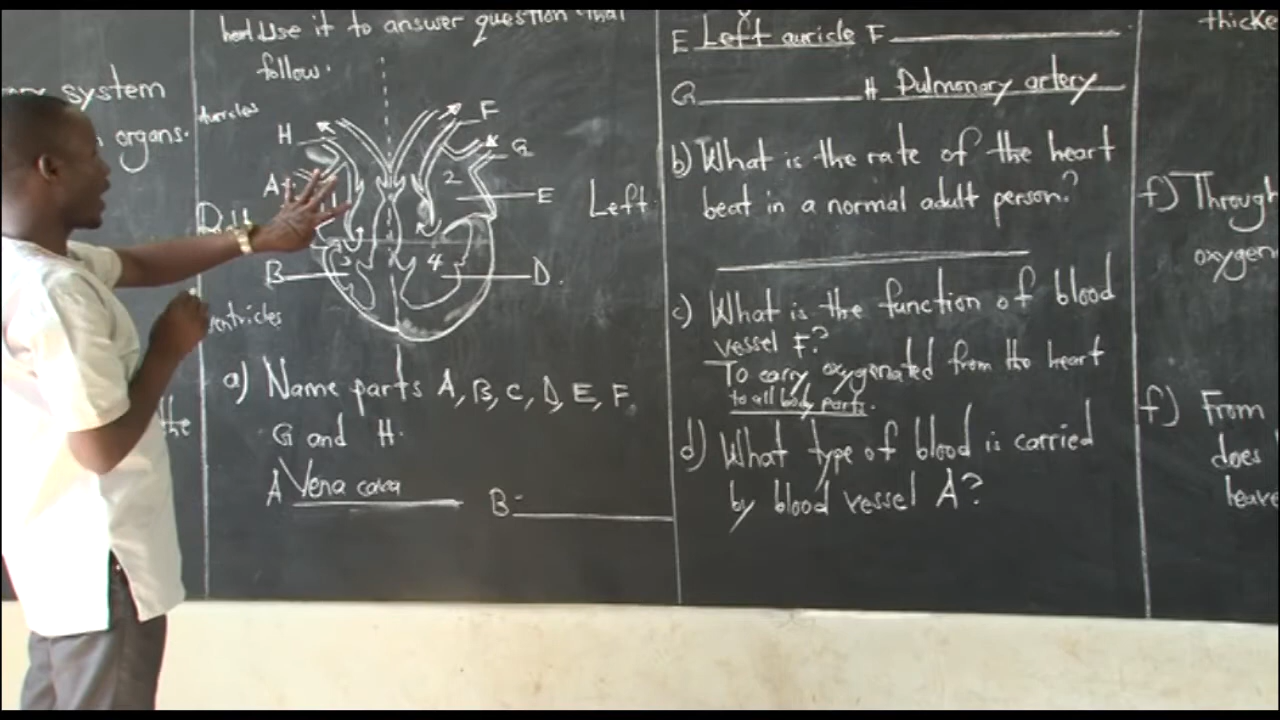 system
organs.
the
Use it to answer question that
follow.
Auricles
H
F
G
A
2
E
Left
B
4
D.
ventricles
a) Name parts A, B, C, D, E, F
G and H.
A Vena cava
B
E Left auricle F
G H Pulmonary artery
b) What is the rate of the heart
beat in a normal adult person?
c) What is the function of blood
vessel F?
To carry oxygenated from the heart
to all body parts.
d) What type of blood is carried
by blood vessel A?
thicke
f) Through
oxygen
f) From
does
leave